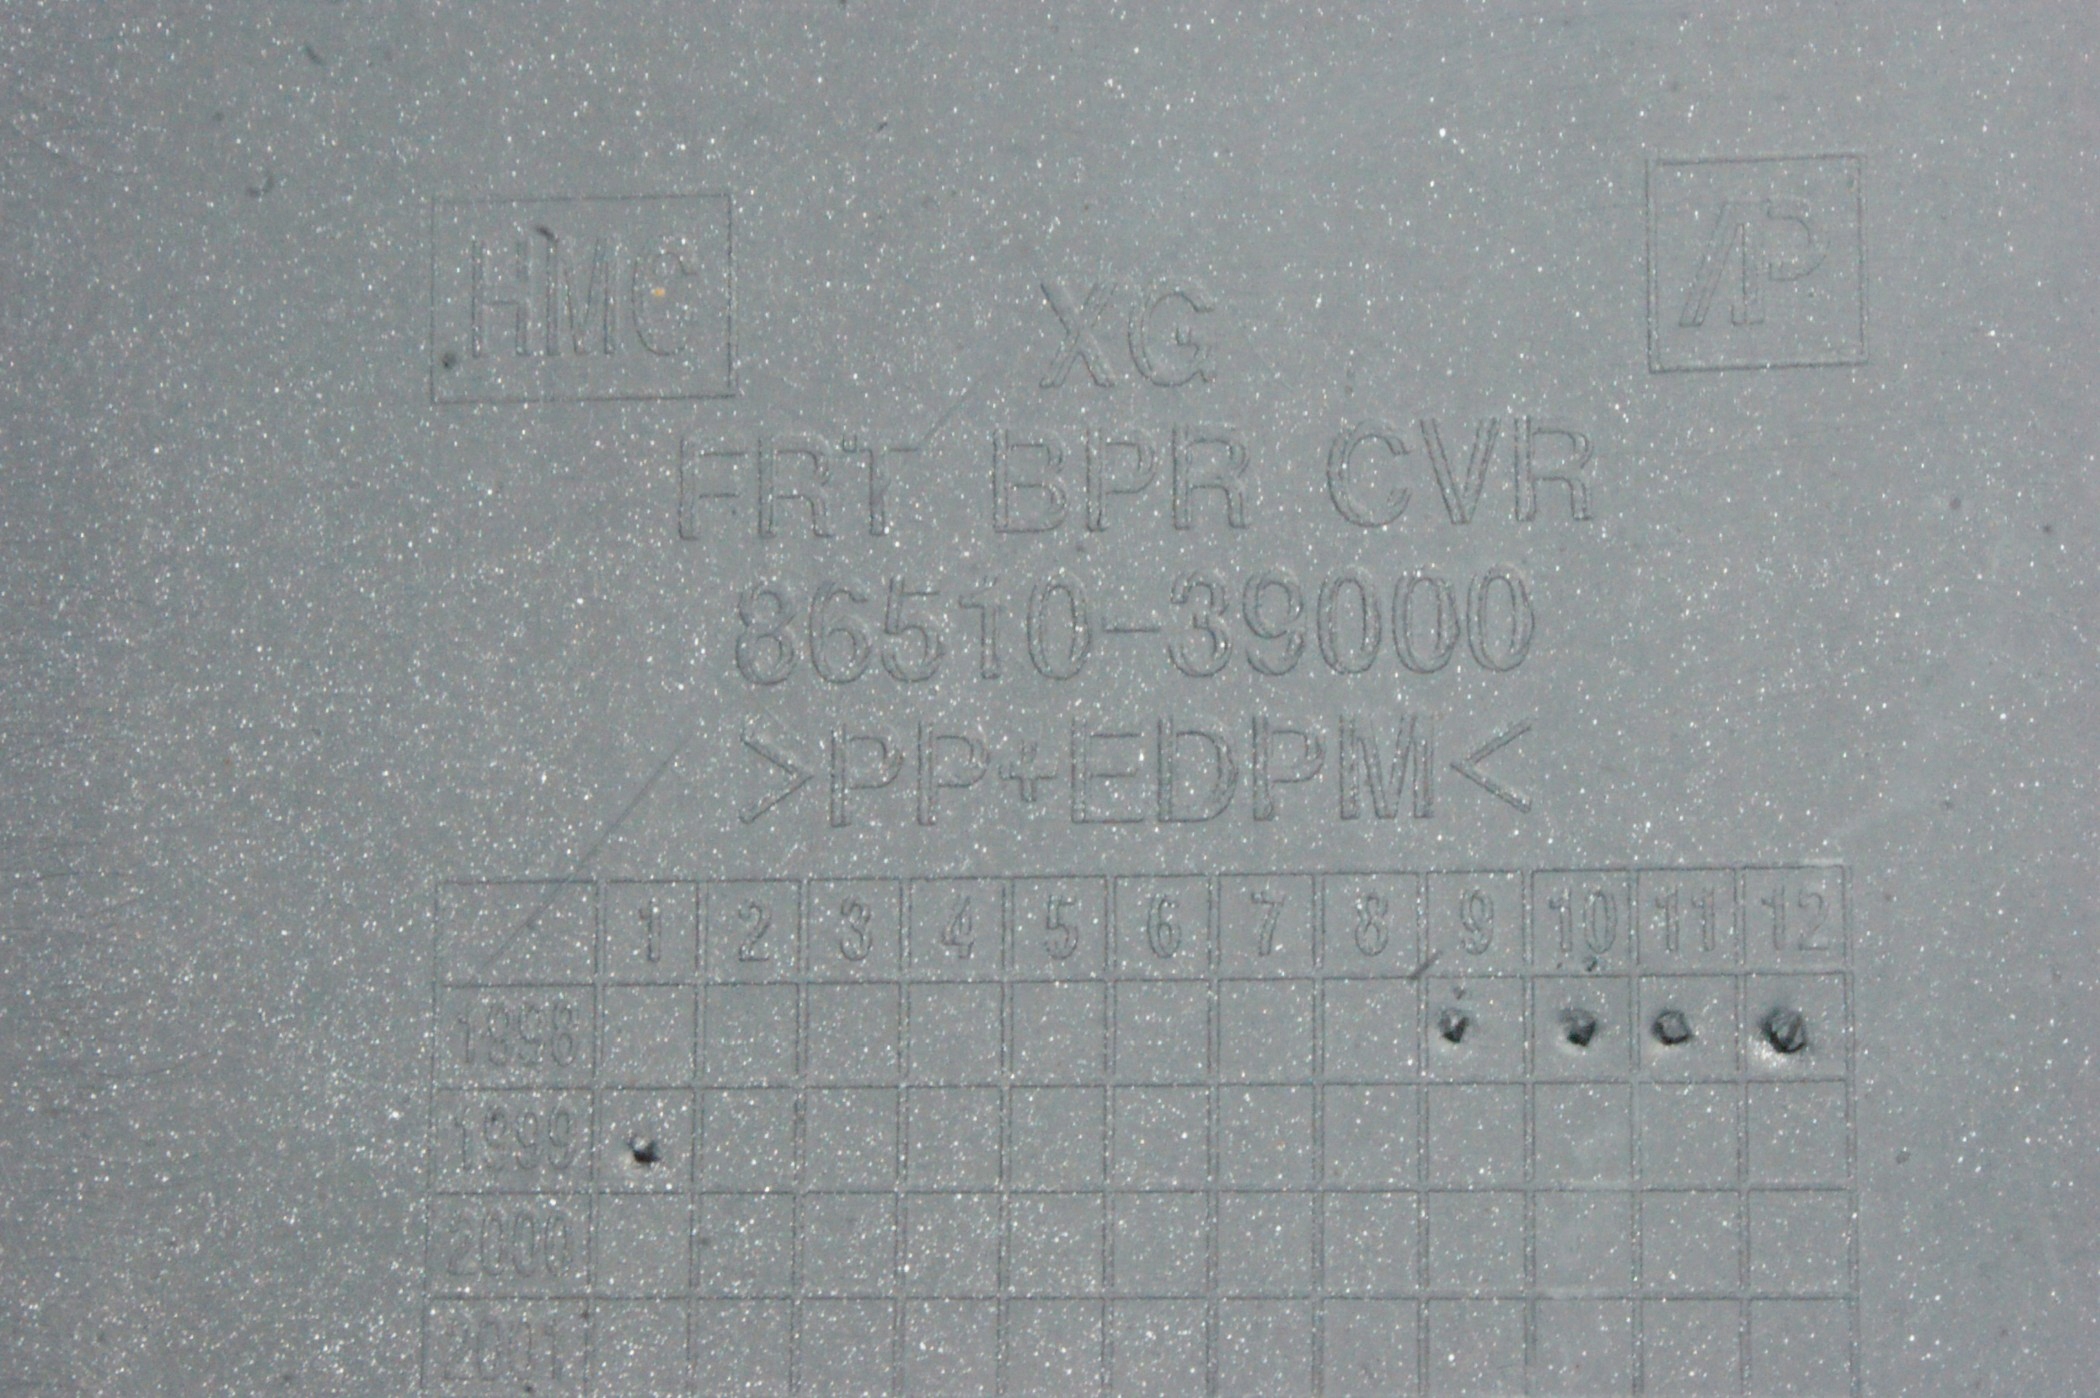 HMC
XG
AP
FRT BPR CVR
86510-39000
>PP+EDPM<
1 2 3 4 5 6 7 8 9 10 11 12
1998
1999
2000
2001